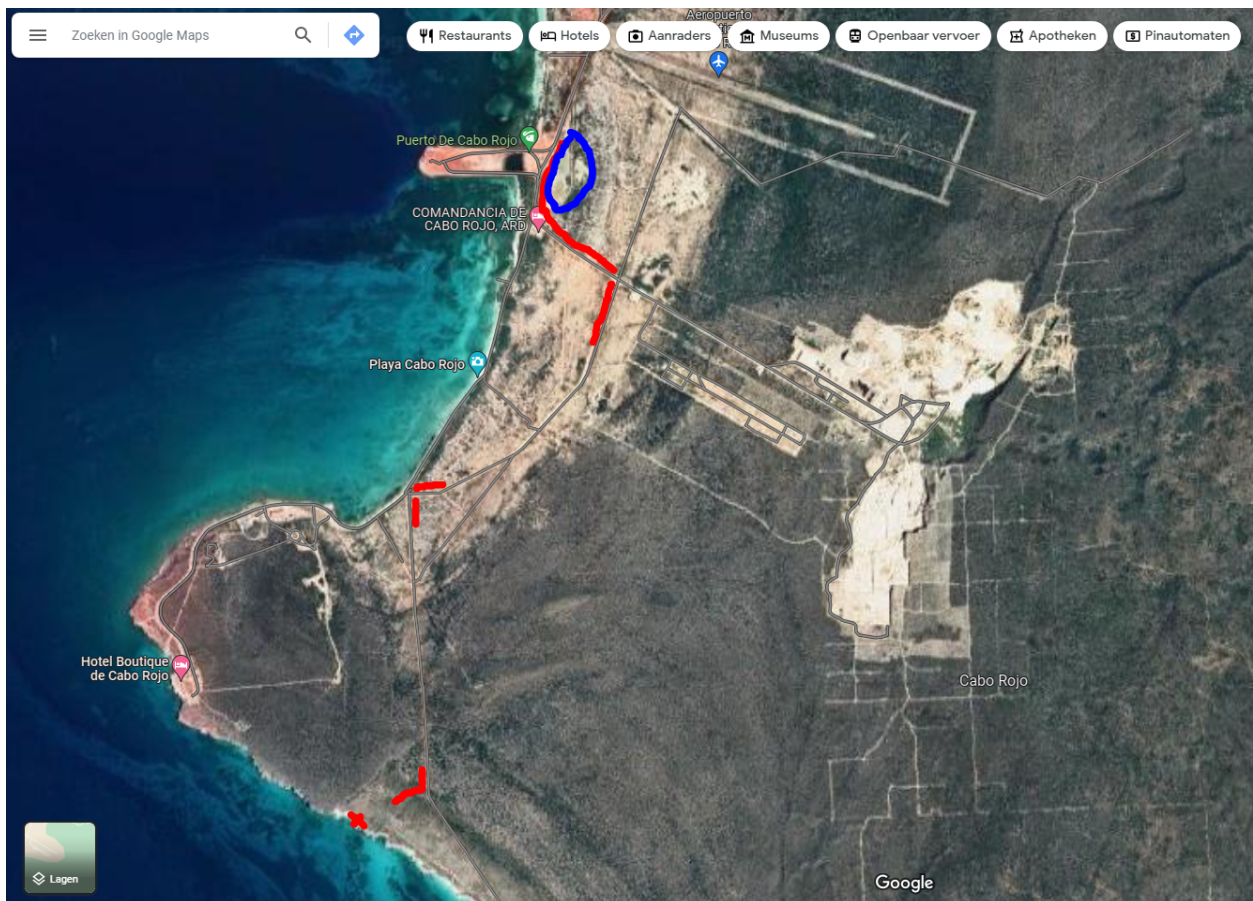 Zoeken in Google Maps
Restaurants
Hotels
Aanraders
Museums
Openbaar vervoer
Apotheken
Pinautomaten
Aeropuerto
Puerto De Cabo Rojo
COMANDANCIA DE
CABO ROJO, ARD
Playa Cabo Rojo
Hotel Boutique
de Cabo Rojo
Cabo Rojo
Lagen
Google